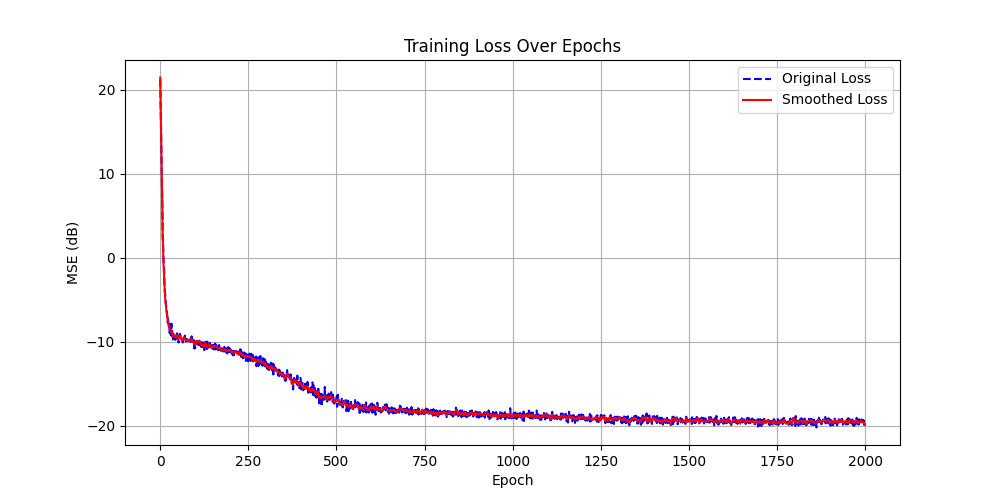 Training Loss Over Epochs
Original Loss
Smoothed Loss
MSE (dB)
20
10
0
−10
−20
0 250 500 750 1000 1250 1500 1750 2000
Epoch